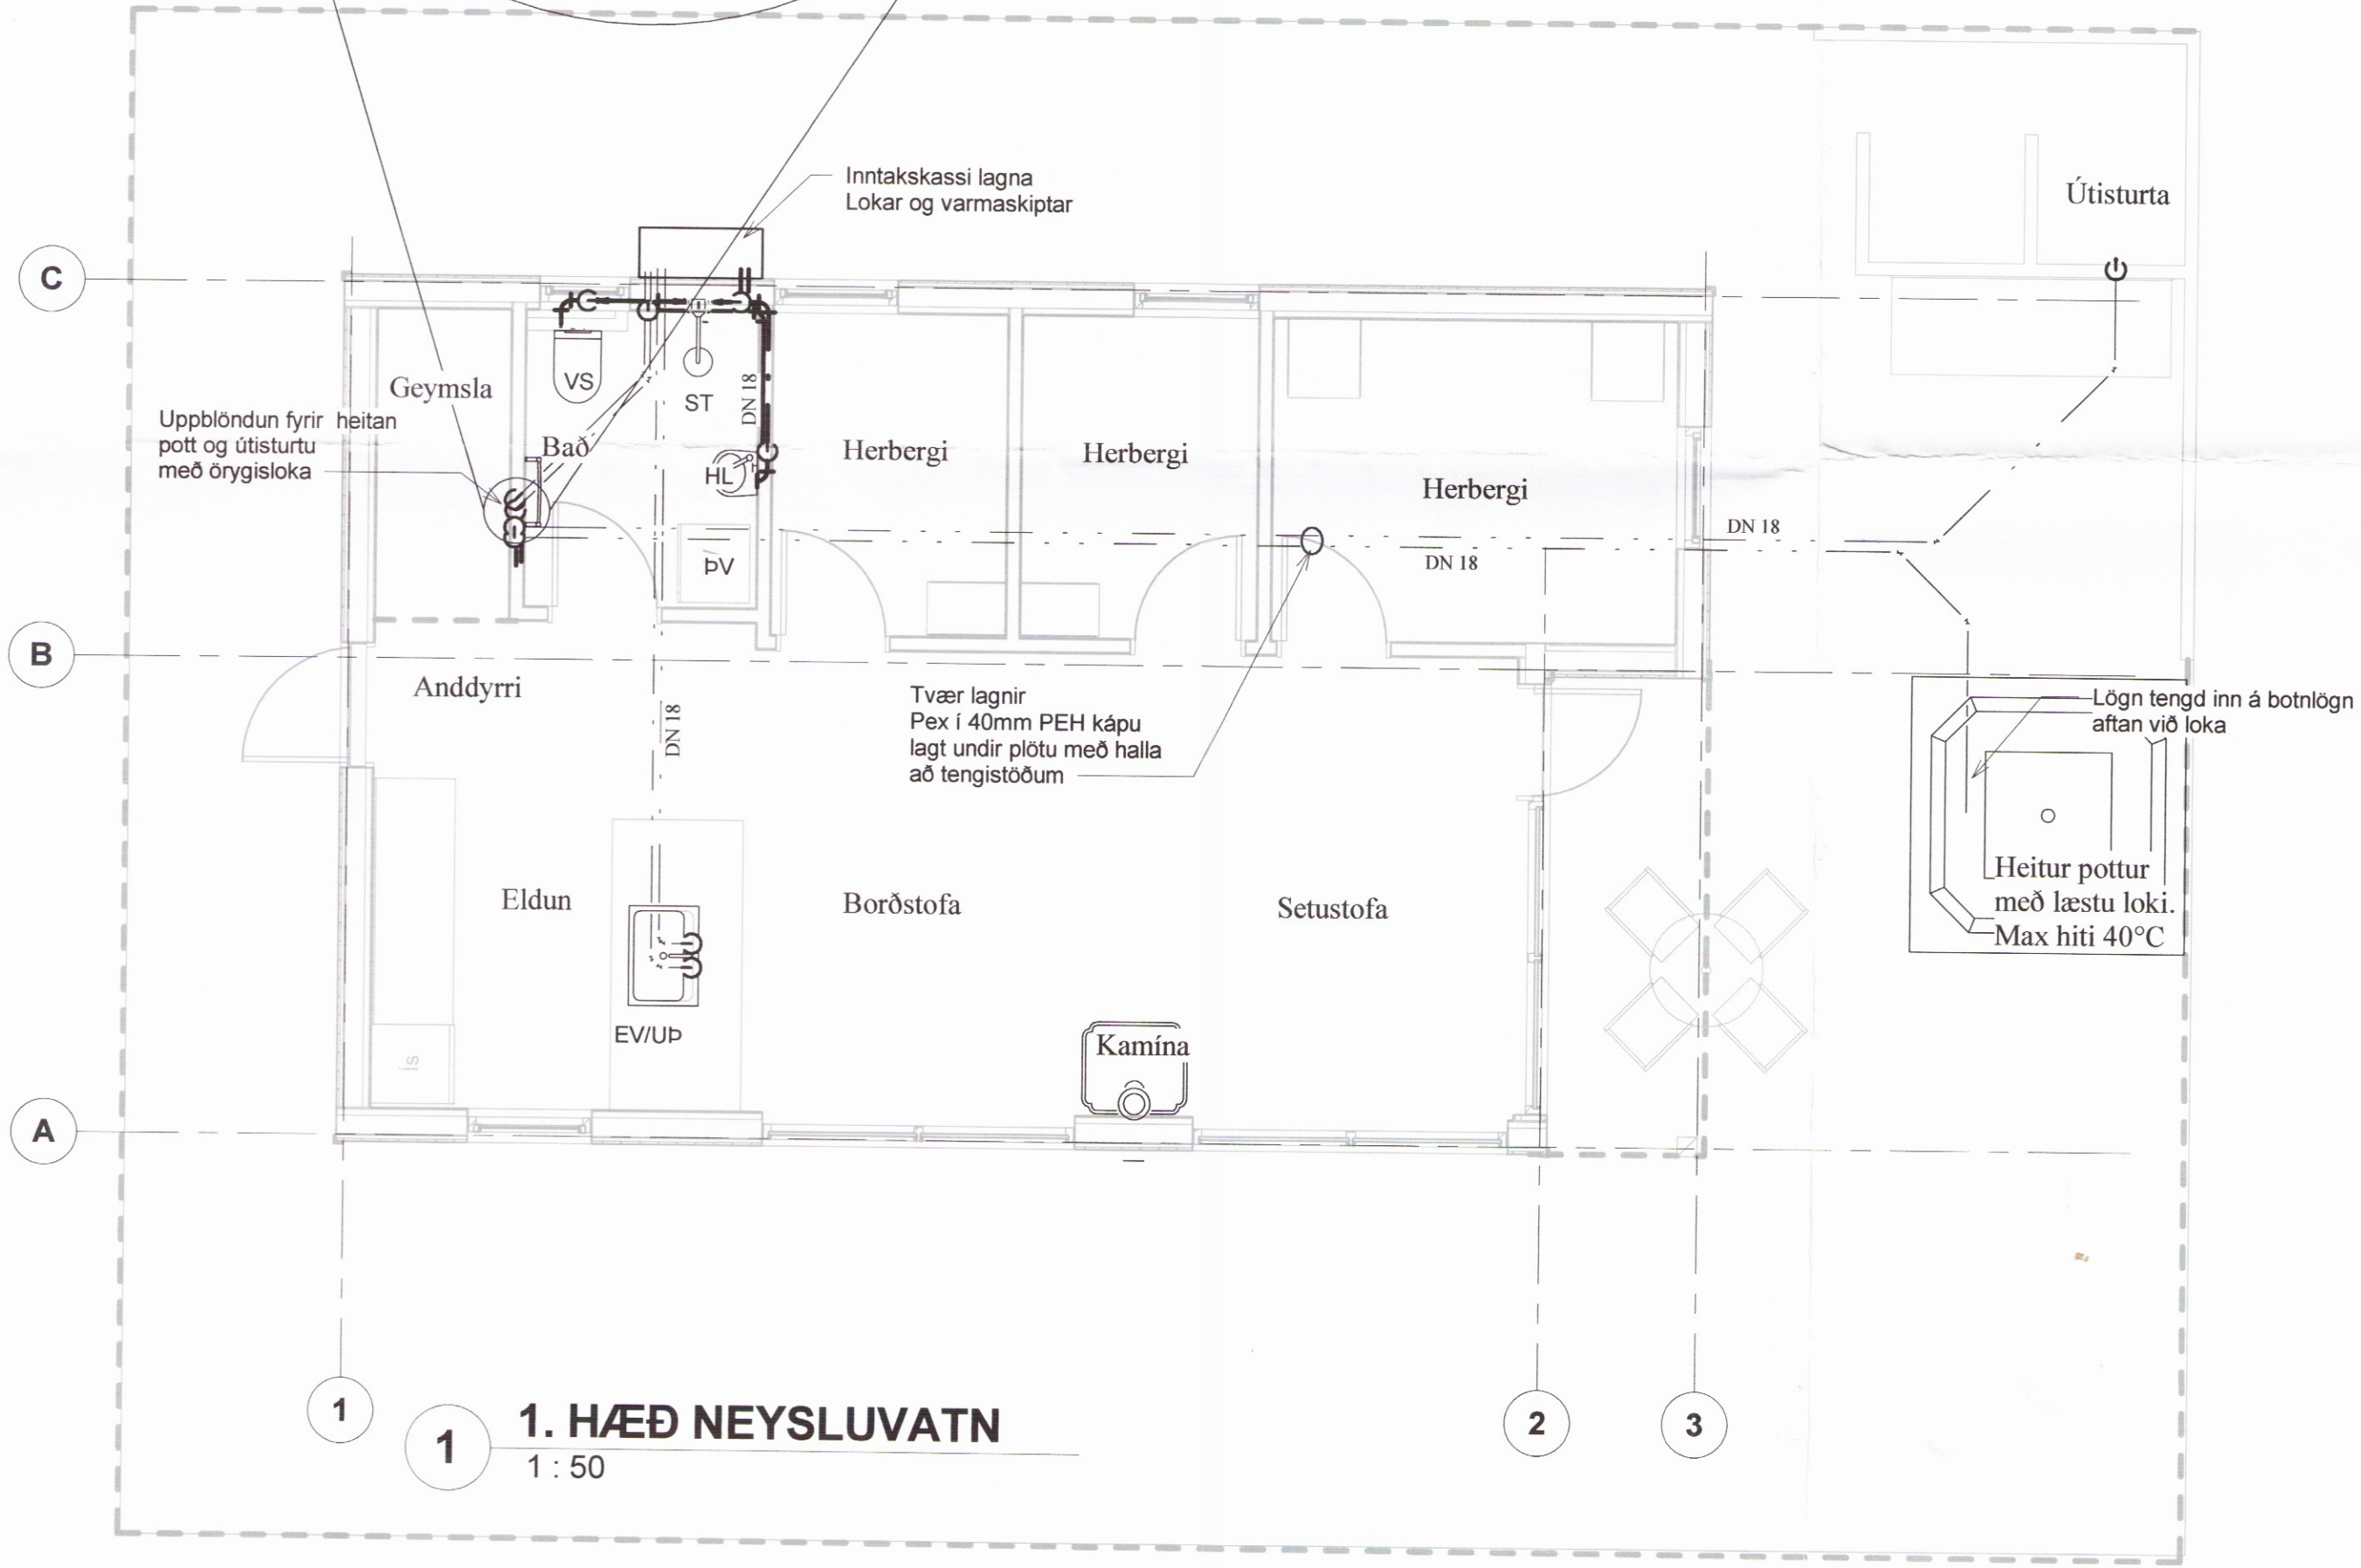 Inntakskassi lagna
Lokar og varmaskiptar
Útisturta
C
Geymsla
VS
ST
DN 18
Uppblöndun fyrir heitan
pott og útisturtu
með örygisloka
Bað
HL
Herbergi
Herbergi
Herbergi
DN 18
DN 18
ÞV
B
Anddyrri
DN 18
Tvær lagnir
Pex í 40mm PEH kápu
lagt undir plötu með halla
að tengistöðum
Lögn tengd inn á botnlögn
aftan við loka
Eldun
Borðstofa
Setustofa
Heitur pottur
með læstu loki.
Max hiti 40°C
EV/UÞ
Kamína
ís
A
1
2
3
1
1. HÆÐ NEYSLUVATN
1 : 50